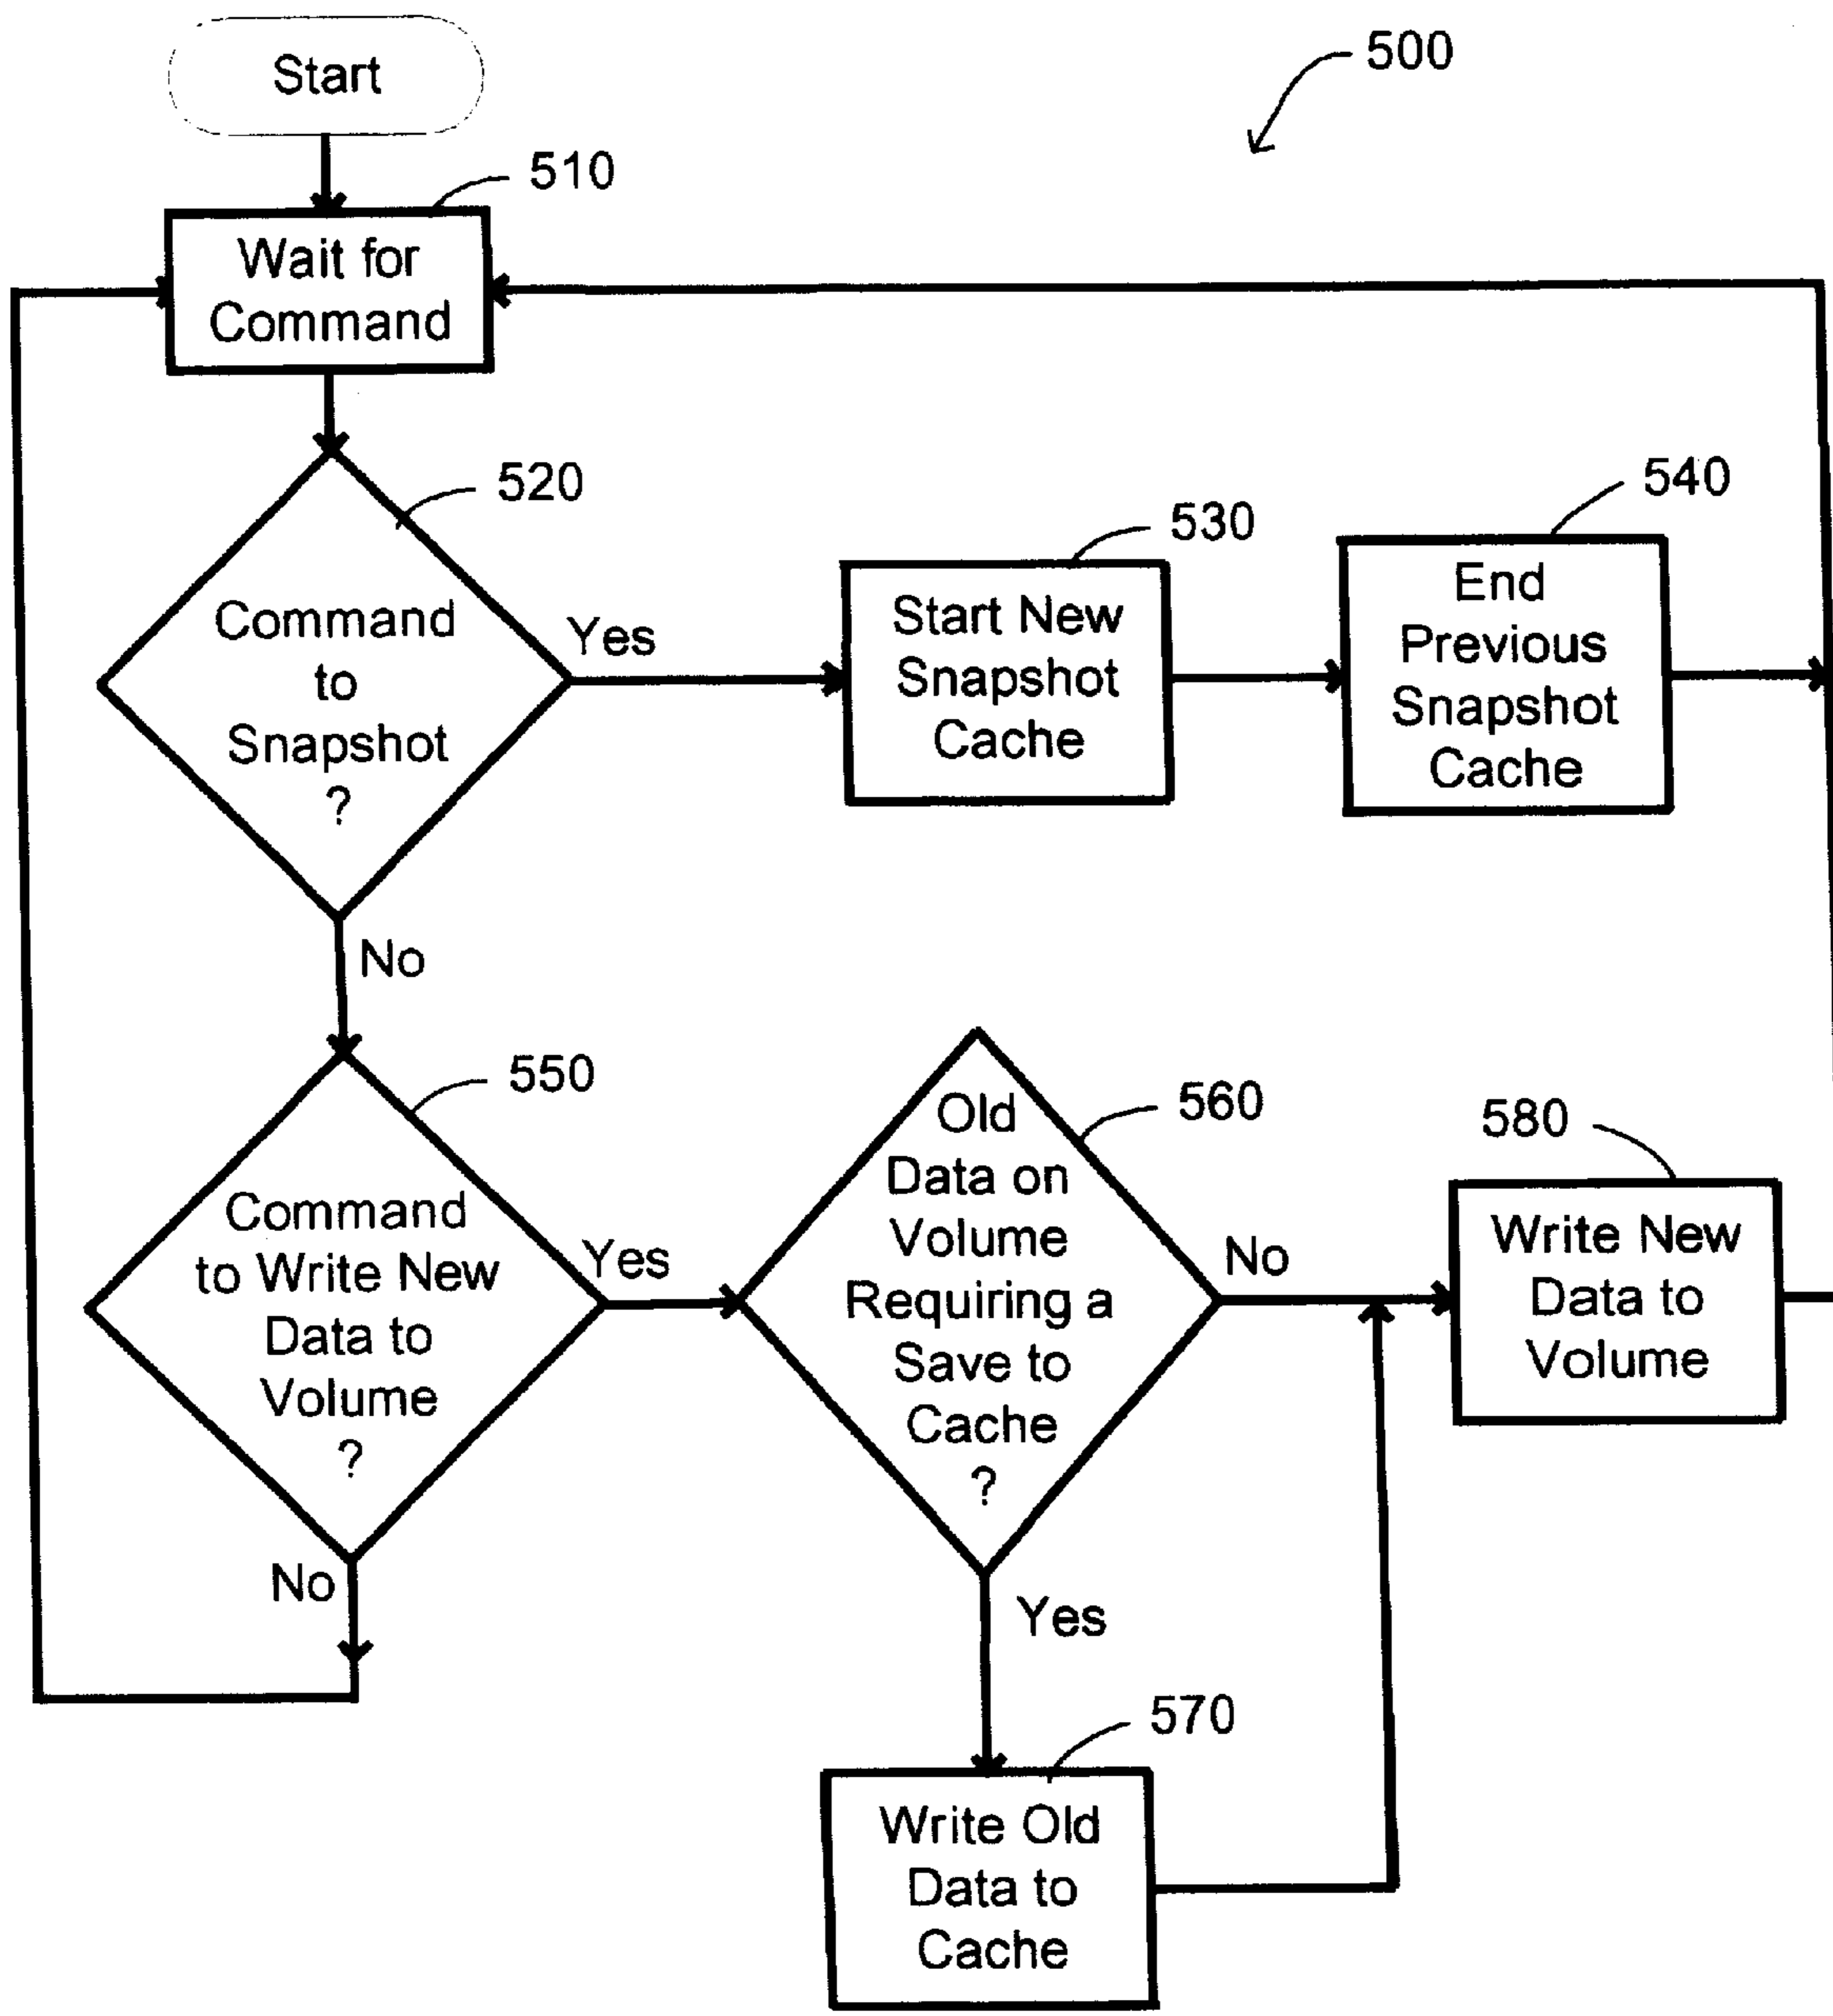 Start
500
510
Wait for
Command
520
Command
to
Snapshot
?
Yes
530
Start New
Snapshot
Cache
540
End
Previous
Snapshot
Cache
No
550
Command
to Write New
Data to
Volume
?
Yes
560
Old
Data on
Volume
Requiring a
Save to
Cache
?
No
580
Write New
Data to
Volume
No
Yes
570
Write Old
Data to
Cache